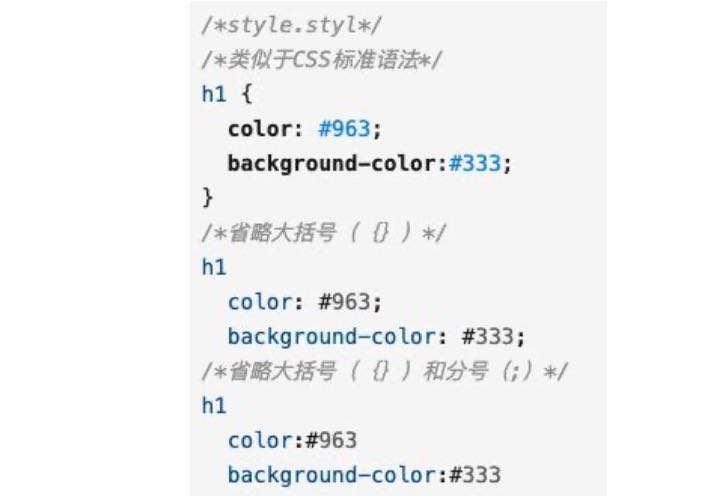 /*style.styl*/
/*类似于CSS标准语法*/
h1 {
  color: #963;
  background-color:#333;
}
/*省略大括号（ {} ）*/
h1
  color: #963;
  background-color: #333;
/*省略大括号（ {} ）和分号（;）*/
h1
  color:#963
  background-color:#333